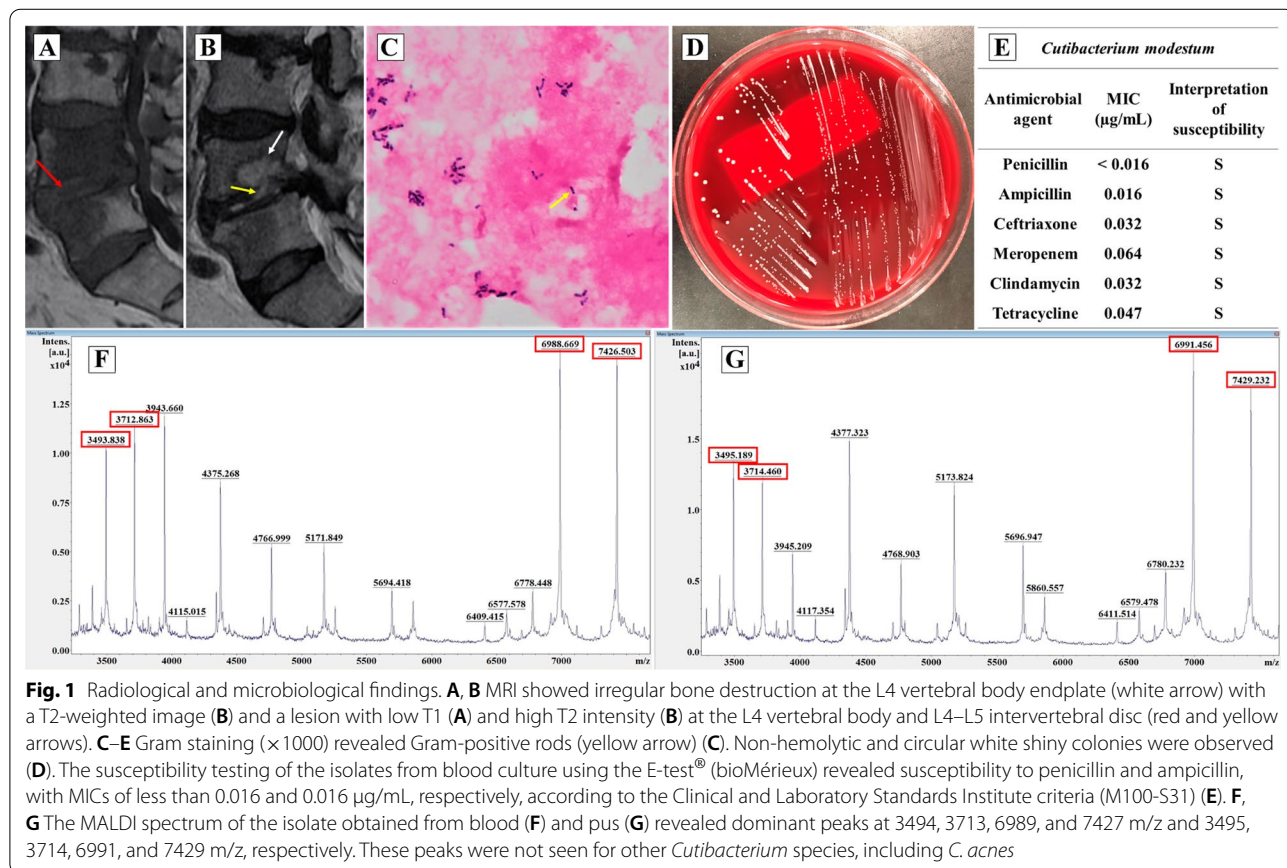 A
B
C
D
E
Cutibacterium modestum
Antimicrobial agent MIC (µg/mL) Interpretation of susceptibility
Penicillin < 0.016 S
Ampicillin 0.016 S
Ceftriaxone 0.032 S
Meropenem 0.064 S
Clindamycin 0.032 S
Tetracycline 0.047 S
F
Mass Spectrum
Intens. [a.u.]
x10⁴
1.25
1.00
0.75
0.50
0.25
0.00
3493.838
3712.863
3943.660
4115.015
4375.268
4766.999
5171.849
5694.418
6409.415
6577.578
6778.448
6988.669
7426.503
3500 4000 4500 5000 5500 6000 6500 7000 m/z
G
Mass Spectrum
Intens. [a.u.]
x10⁴
1.5
1.0
0.5
0.0
3495.189
3714.460
3945.209
4117.354
4377.323
4768.903
5173.824
5696.947
5860.557
6411.514
6579.478
6780.232
6991.456
7429.232
3500 4000 4500 5000 5500 6000 6500 7000 m/z
Fig. 1 Radiological and microbiological findings. A, B MRI showed irregular bone destruction at the L4 vertebral body endplate (white arrow) with
a T2-weighted image (B) and a lesion with low T1 (A) and high T2 intensity (B) at the L4 vertebral body and L4–L5 intervertebral disc (red and yellow
arrows). C–E Gram staining (×1000) revealed Gram-positive rods (yellow arrow) (C). Non-hemolytic and circular white shiny colonies were observed
(D). The susceptibility testing of the isolates from blood culture using the E-test® (bioMérieux) revealed susceptibility to penicillin and ampicillin,
with MICs of less than 0.016 and 0.016 µg/mL, respectively, according to the Clinical and Laboratory Standards Institute criteria (M100-S31) (E). F,
G The MALDI spectrum of the isolate obtained from blood (F) and pus (G) revealed dominant peaks at 3494, 3713, 6989, and 7427 m/z and 3495,
3714, 6991, and 7429 m/z, respectively. These peaks were not seen for other Cutibacterium species, including C. acnes